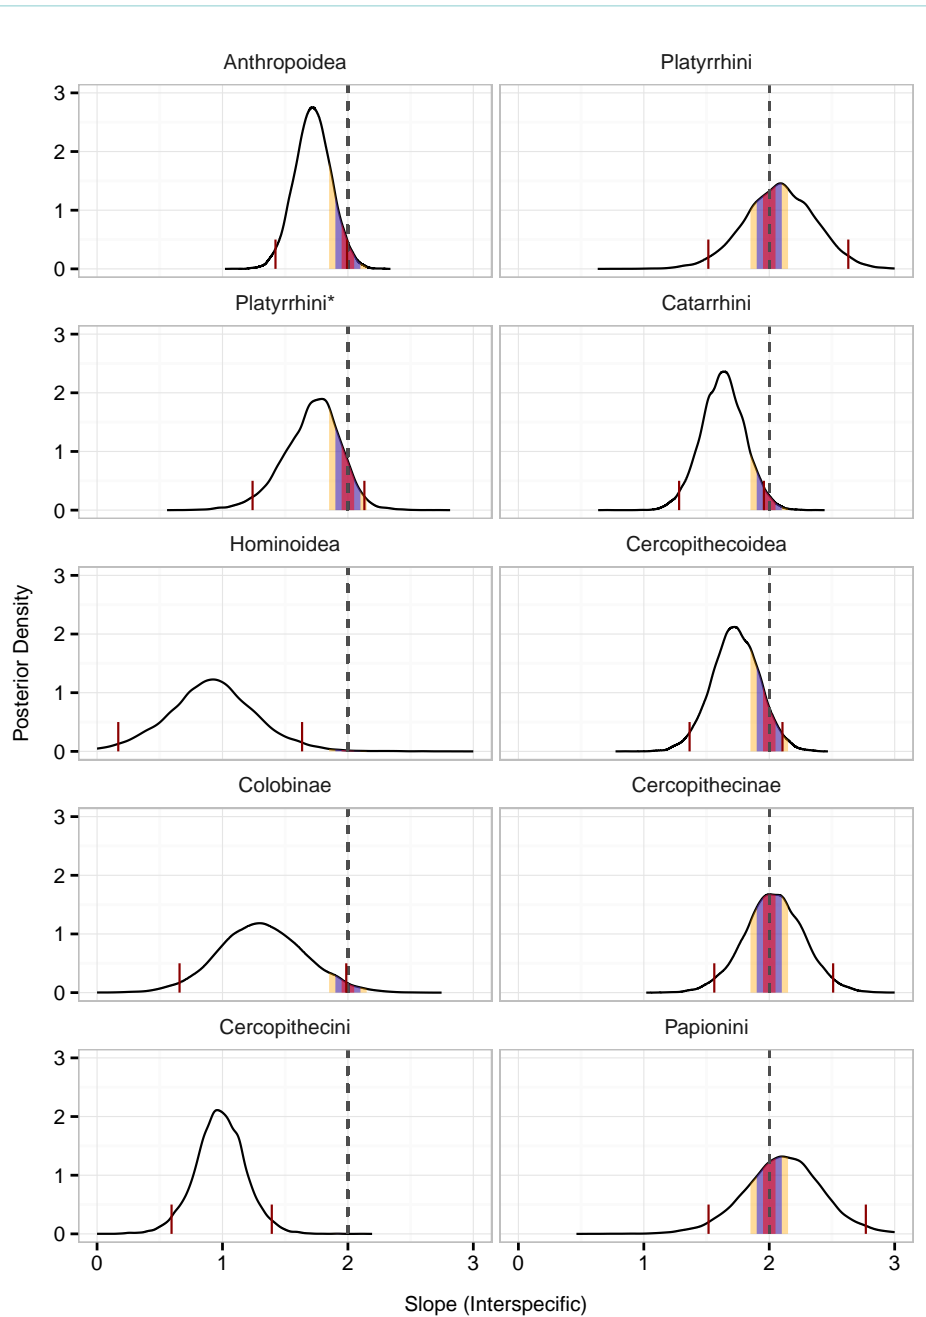 Anthropoidea Platyrrhini
3
2
1
0
Platyrrhini* Catarrhini
3
2
1
0
Hominoidea Cercopithecoidea
3
2
1
0
Colobinae Cercopithecinae
3
2
1
0
Cercopithecini Papionini
3
2
1
0
0 1 2 3 0 1 2 3
Slope (Interspecific)
Posterior Density